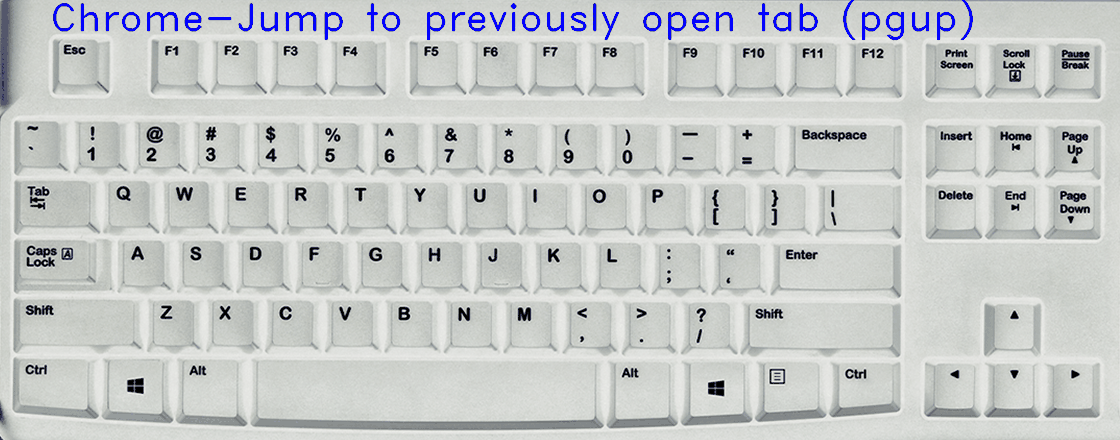 Chrome-Jump to previously open tab (pgup)
Esc F1 F2 F3 F4 F5 F6 F7 F8 F9 F10 F11 F12 Print Screen Scroll Lock Pause Break
~ ` ! 1 @ 2 # 3 $ 4 % 5 ^ 6 & 7 * 8 ( 9 ) 0 — - + = Backspace Insert Home Page Up
Tab Q W E R T Y U I O P { [ } ] | \ Delete End Page Down
Caps Lock A A S D F G H J K L : ; “ ‘ Enter
Shift Z X C V B N M < , > . ? / Shift
Ctrl Alt Alt Ctrl